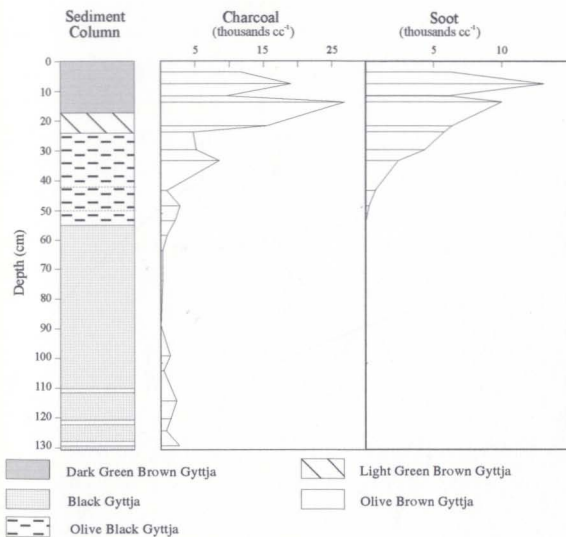 Sediment
Column
Charcoal
(thousands cc⁻¹)
Soot
(thousands cc⁻¹)
5 15 25
5 10
0
10
20
30
40
50
60
70
80
90
100
110
120
130
Depth (cm)
Dark Green Brown Gyttja
Light Green Brown Gyttja
Black Gyttja
Olive Brown Gyttja
Olive Black Gyttja